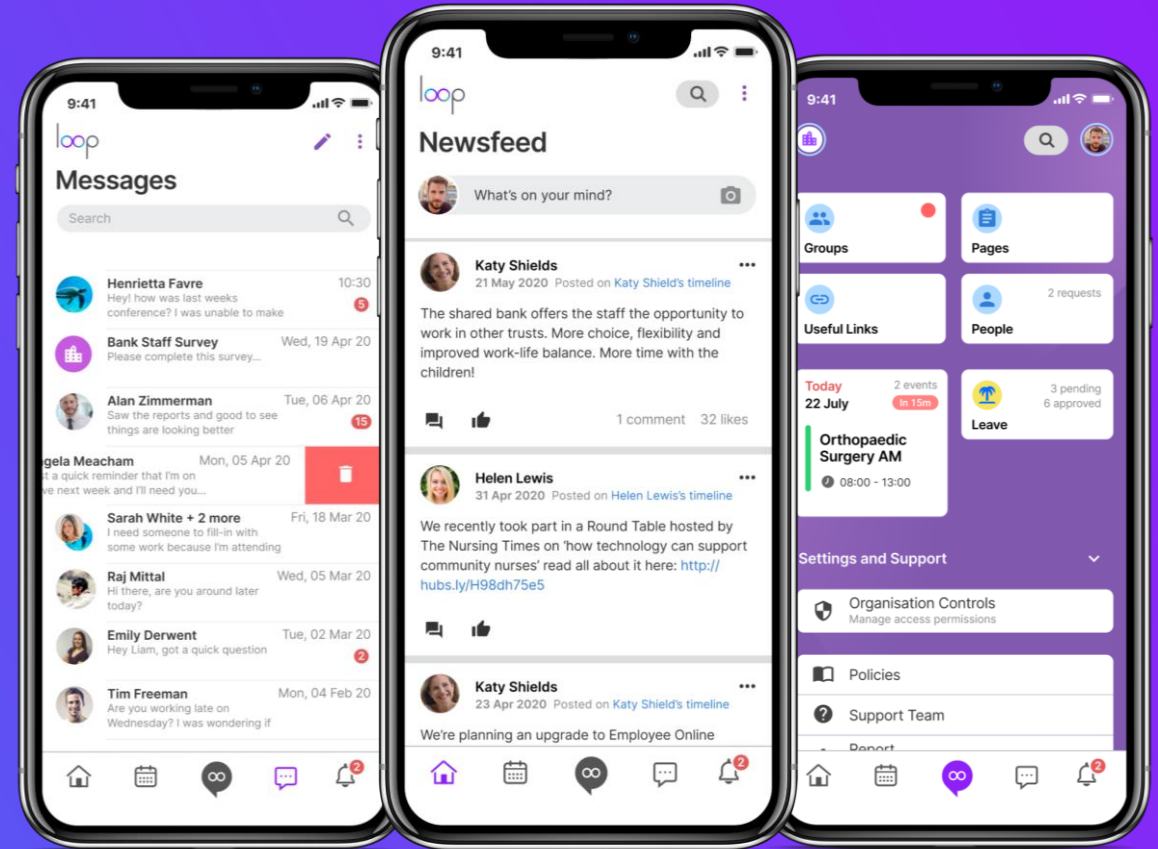 9:41
loop
Messages
Search
Henrietta Favre 10:30
Hey! how was last weeks
conference? I was unable to make 5
Bank Staff Survey Wed, 19 Apr 20
Please complete this survey...
Alan Zimmerman Tue, 06 Apr 20
Saw the reports and good to see
things are looking better 15
gela Meacham Mon, 05 Apr 20
t a quick reminder that I'm on
ve next week and I'll need you...
Sarah White + 2 more Fri, 18 Mar 20
I need someone to fill-in with
some work because I'm attending
Raj Mittal Wed, 05 Mar 20
Hi there, are you around later
today?
Emily Derwent Tue, 02 Mar 20
Hey Liam, got a quick question
2
Tim Freeman Mon, 04 Feb 20
Are you working late on
Wednesday? I was wondering if
2
9:41
loop
Newsfeed
What's on your mind?
Katy Shields
21 May 2020 Posted on Katy Shield's timeline
The shared bank offers the staff the opportunity to
work in other trusts. More choice, flexibility and
improved work-life balance. More time with the
children!
1 comment 32 likes
Helen Lewis
31 Apr 2020 Posted on Helen Lewis's timeline
We recently took part in a Round Table hosted by
The Nursing Times on 'how technology can support
community nurses' read all about it here: http://
hubs.ly/H98dh75e5
Katy Shields
23 Apr 2020 Posted on Katy Shield's timeline
We're planning an upgrade to Employee Online
2
9:41
Groups
Pages
2 requests
Useful Links
People
Today 2 events
22 July In 15m
Orthopaedic
Surgery AM
08:00 - 13:00
3 pending
6 approved
Leave
Settings and Support
Organisation Controls
Manage access permissions
Policies
Support Team
Report
2